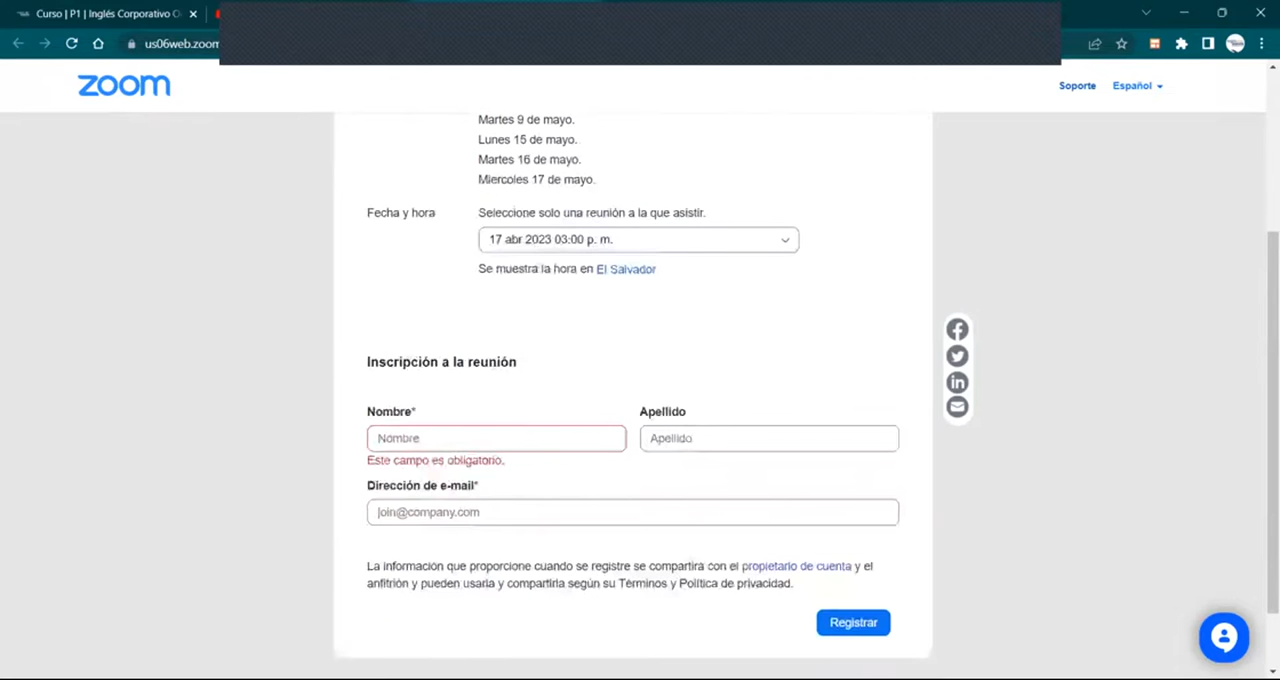 Curso | P1 | Inglés Corporativo
us06web.zoom
zoom
Soporte
Español
Martes 9 de mayo.
Lunes 15 de mayo.
Martes 16 de mayo.
Miercoles 17 de mayo.
Fecha y hora
Seleccione solo una reunión a la que asistir.
17 abr 2023 03:00 p. m.
Se muestra la hora en El Salvador
Inscripción a la reunión
Nombre*
Apellido
Nombre
Apellido
Este campo es obligatorio.
Dirección de e-mail*
join@company.com
La información que proporcione cuando se registre se compartirá con el propietario de cuenta y el
anfitrión y pueden usarla y compartirla según su Términos y Política de privacidad.
Registrar